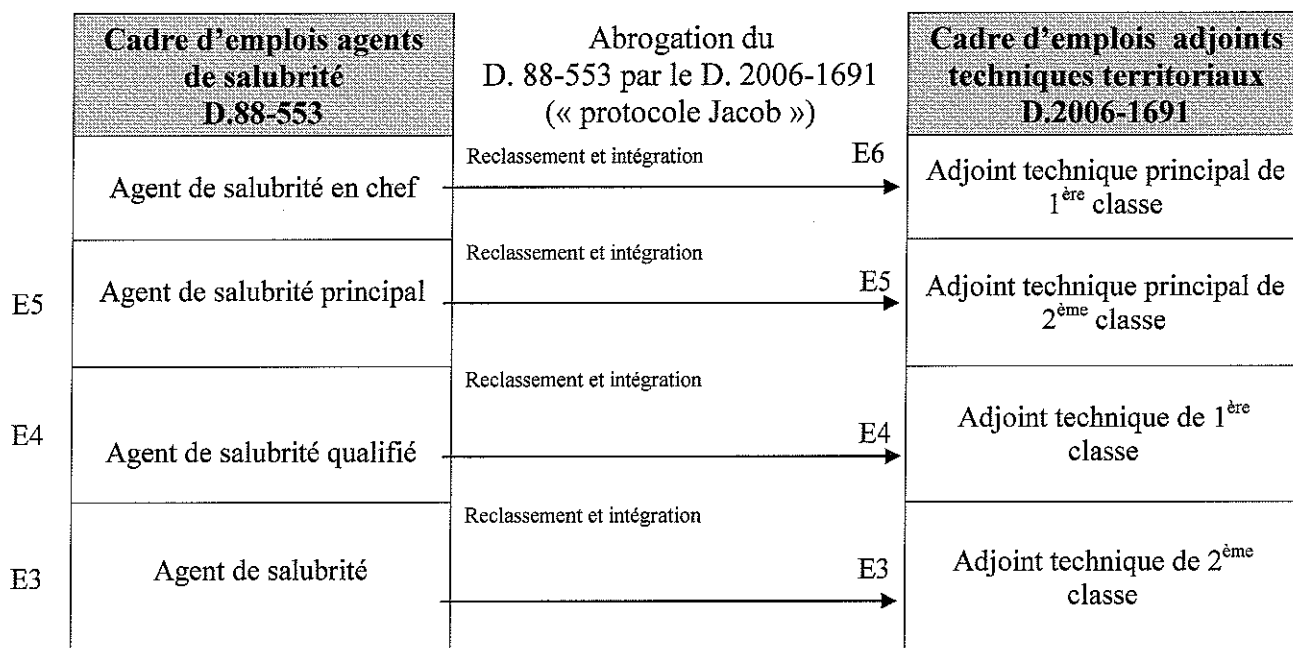 Cadre d'emplois agents
de salubrité
D.88-553
Abrogation du
D. 88-553 par le D. 2006-1691
(« protocole Jacob »)
Cadre d'emplois adjoints
techniques territoriaux
D.2006-1691
Agent de salubrité en chef
Reclassement et intégration
E6
Adjoint technique principal de
1ère classe
E5
Agent de salubrité principal
Reclassement et intégration
E5
Adjoint technique principal de
2ème classe
E4
Agent de salubrité qualifié
Reclassement et intégration
E4
Adjoint technique de 1ère
classe
E3
Agent de salubrité
Reclassement et intégration
E3
Adjoint technique de 2ème
classe